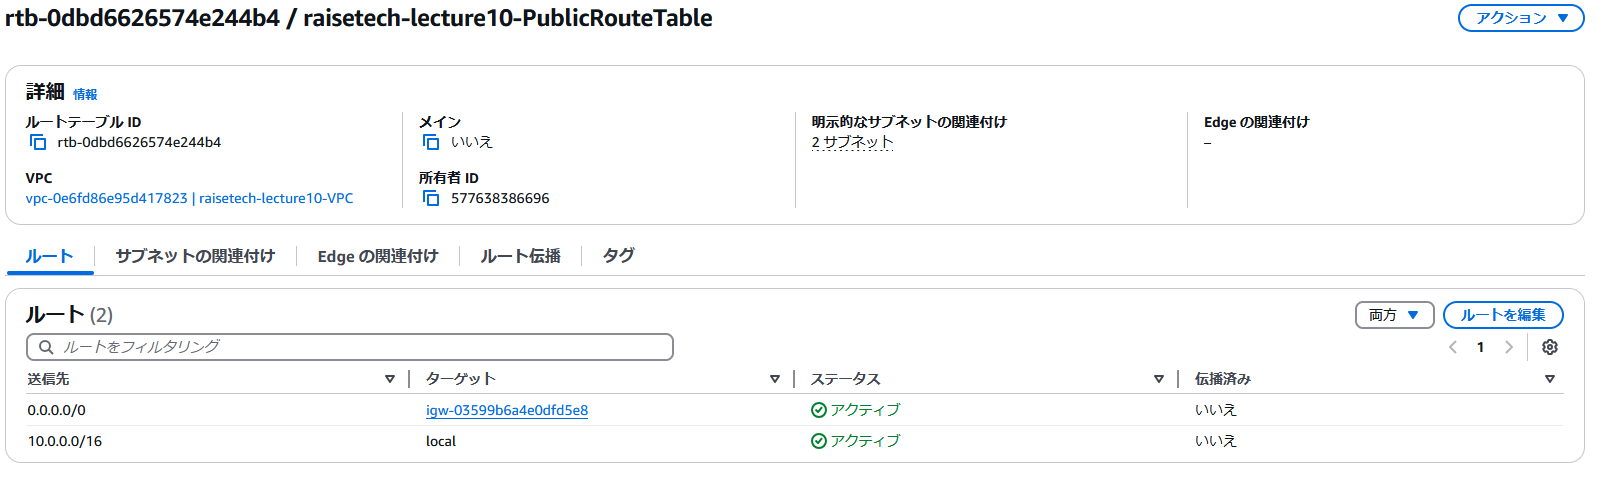 rtb-0dbd6626574e244b4 / raisetech-lecture10-PublicRouteTable
アクション
詳細 情報
ルートテーブル ID
rtb-0dbd6626574e244b4
メイン
いいえ
明示的なサブネットの関連付け
2 サブネット
Edge の関連付け
–
VPC
vpc-0e6fd86e95d417823 | raisetech-lecture10-VPC
所有者 ID
577638386696
ルート サブネットの関連付け Edge の関連付け ルート伝播 タグ
ルート (2)
両方 ルートを編集
ルートをフィルタリング
1
送信先 ターゲット ステータス 伝播済み
0.0.0.0/0 igw-03599b6a4e0dfd5e8 アクティブ いいえ
10.0.0.0/16 local アクティブ いいえ